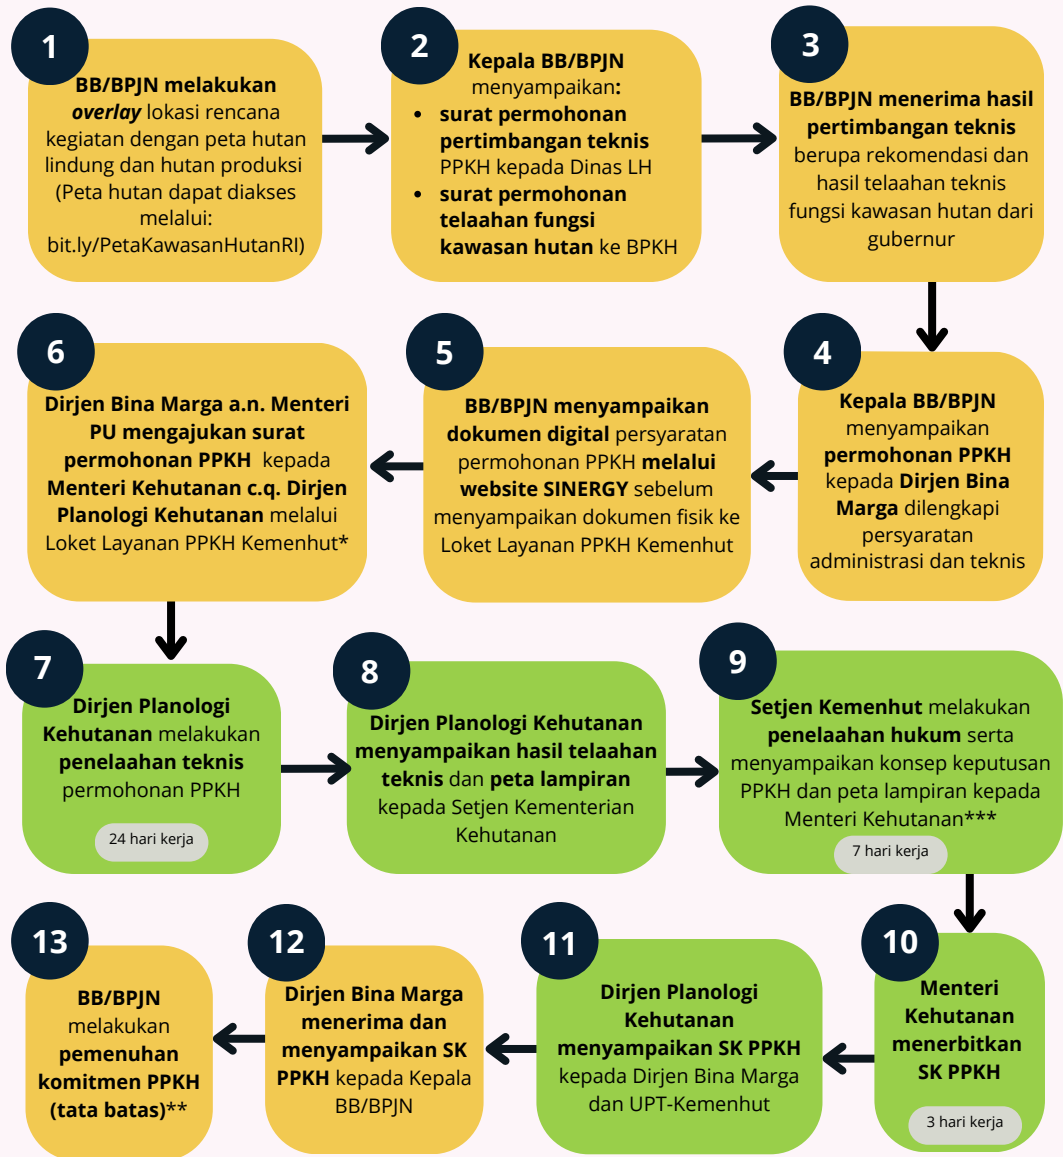 1
BB/BPJN melakukan
overlay lokasi rencana
kegiatan dengan peta hutan
lindung dan hutan produksi
(Peta hutan dapat diakses
melalui:
bit.ly/PetaKawasanHutanRI)
2
Kepala BB/BPJN
menyampaikan:
• surat permohonan
pertimbangan teknis
PPKH kepada Dinas LH
• surat permohonan
telaahan fungsi
kawasan hutan ke BPKH
3
BB/BPJN menerima hasil
pertimbangan teknis
berupa rekomendasi dan
hasil telaahan teknis
fungsi kawasan hutan dari
gubernur
4
Kepala BB/BPJN
menyampaikan
permohonan PPKH
kepada Dirjen Bina
Marga dilengkapi
persyaratan
administrasi dan teknis
5
BB/BPJN menyampaikan
dokumen digital persyaratan
permohonan PPKH melalui
website SINERGY sebelum
menyampaikan dokumen fisik ke
Loket Layanan PPKH Kemenhut
6
Dirjen Bina Marga a.n. Menteri
PU mengajukan surat
permohonan PPKH kepada
Menteri Kehutanan c.q. Dirjen
Planologi Kehutanan melalui
Loket Layanan PPKH Kemenhut*
7
Dirjen Planologi
Kehutanan melakukan
penelaahan teknis
permohonan PPKH
24 hari kerja
8
Dirjen Planologi Kehutanan
menyampaikan hasil telaahan
teknis dan peta lampiran
kepada Setjen Kementerian
Kehutanan
9
Setjen Kemenhut melakukan
penelaahan hukum serta
menyampaikan konsep keputusan
PPKH dan peta lampiran kepada
Menteri Kehutanan***
7 hari kerja
10
Menteri
Kehutanan
menerbitkan
SK PPKH
3 hari kerja
11
Dirjen Planologi
Kehutanan
menyampaikan SK PPKH
kepada Dirjen Bina Marga
dan UPT-Kemenhut
12
Dirjen Bina Marga
menerima dan
menyampaikan SK
PPKH kepada Kepala
BB/BPJN
13
BB/BPJN
melakukan
pemenuhan
komitmen PPKH
(tata batas)**